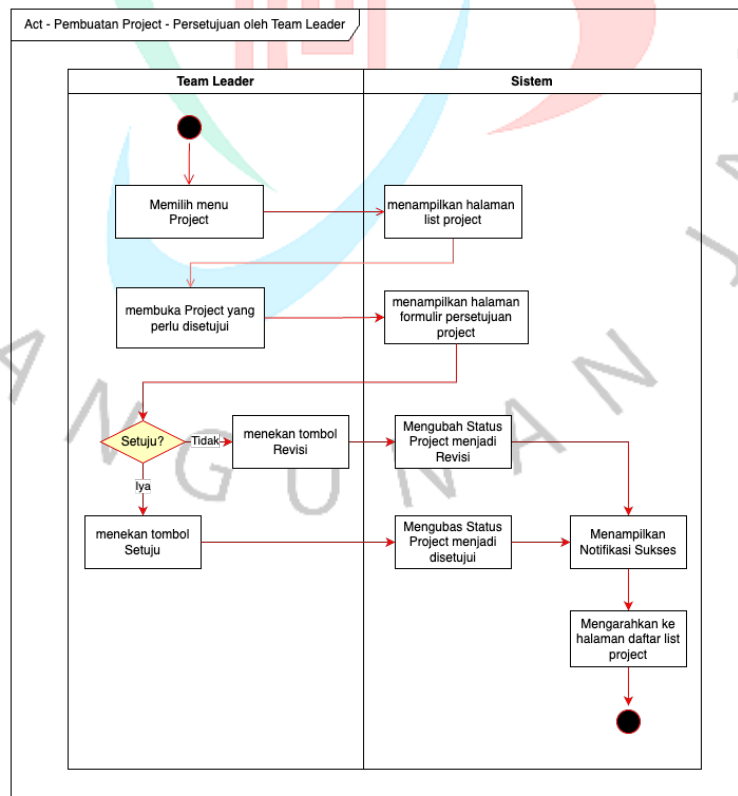 Act - Pembuatan Project - Persetujuan oleh Team Leader
Team Leader
Sistem
Memilih menu
Project
menampilkan halaman
list project
membuka Project yang
perlu disetujui
menampilkan halaman
formulir persetujuan
project
Setuju?
Tidak
menekan tombol
Revisi
Mengubah Status
Project menjadi
Revisi
Iya
menekan tombol
Setuju
Mengubas Status
Project menjadi
disetujui
Menampilkan
Notifikasi Sukses
Mengarahkan ke
halaman daftar list
project
ANGUNAN JA